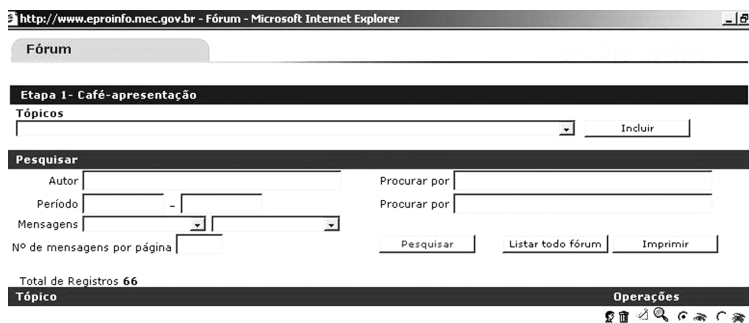 http://www.eproinfo.mec.gov.br - Fórum - Microsoft Internet Explorer
Fórum
Etapa 1- Café-apresentação
Tópicos
Incluir
Pesquisar
Autor Procurar por
Período - Procurar por
Mensagens
Nº de mensagens por página Pesquisar Listar todo fórum Imprimir
Total de Registros 66
Tópico Operações